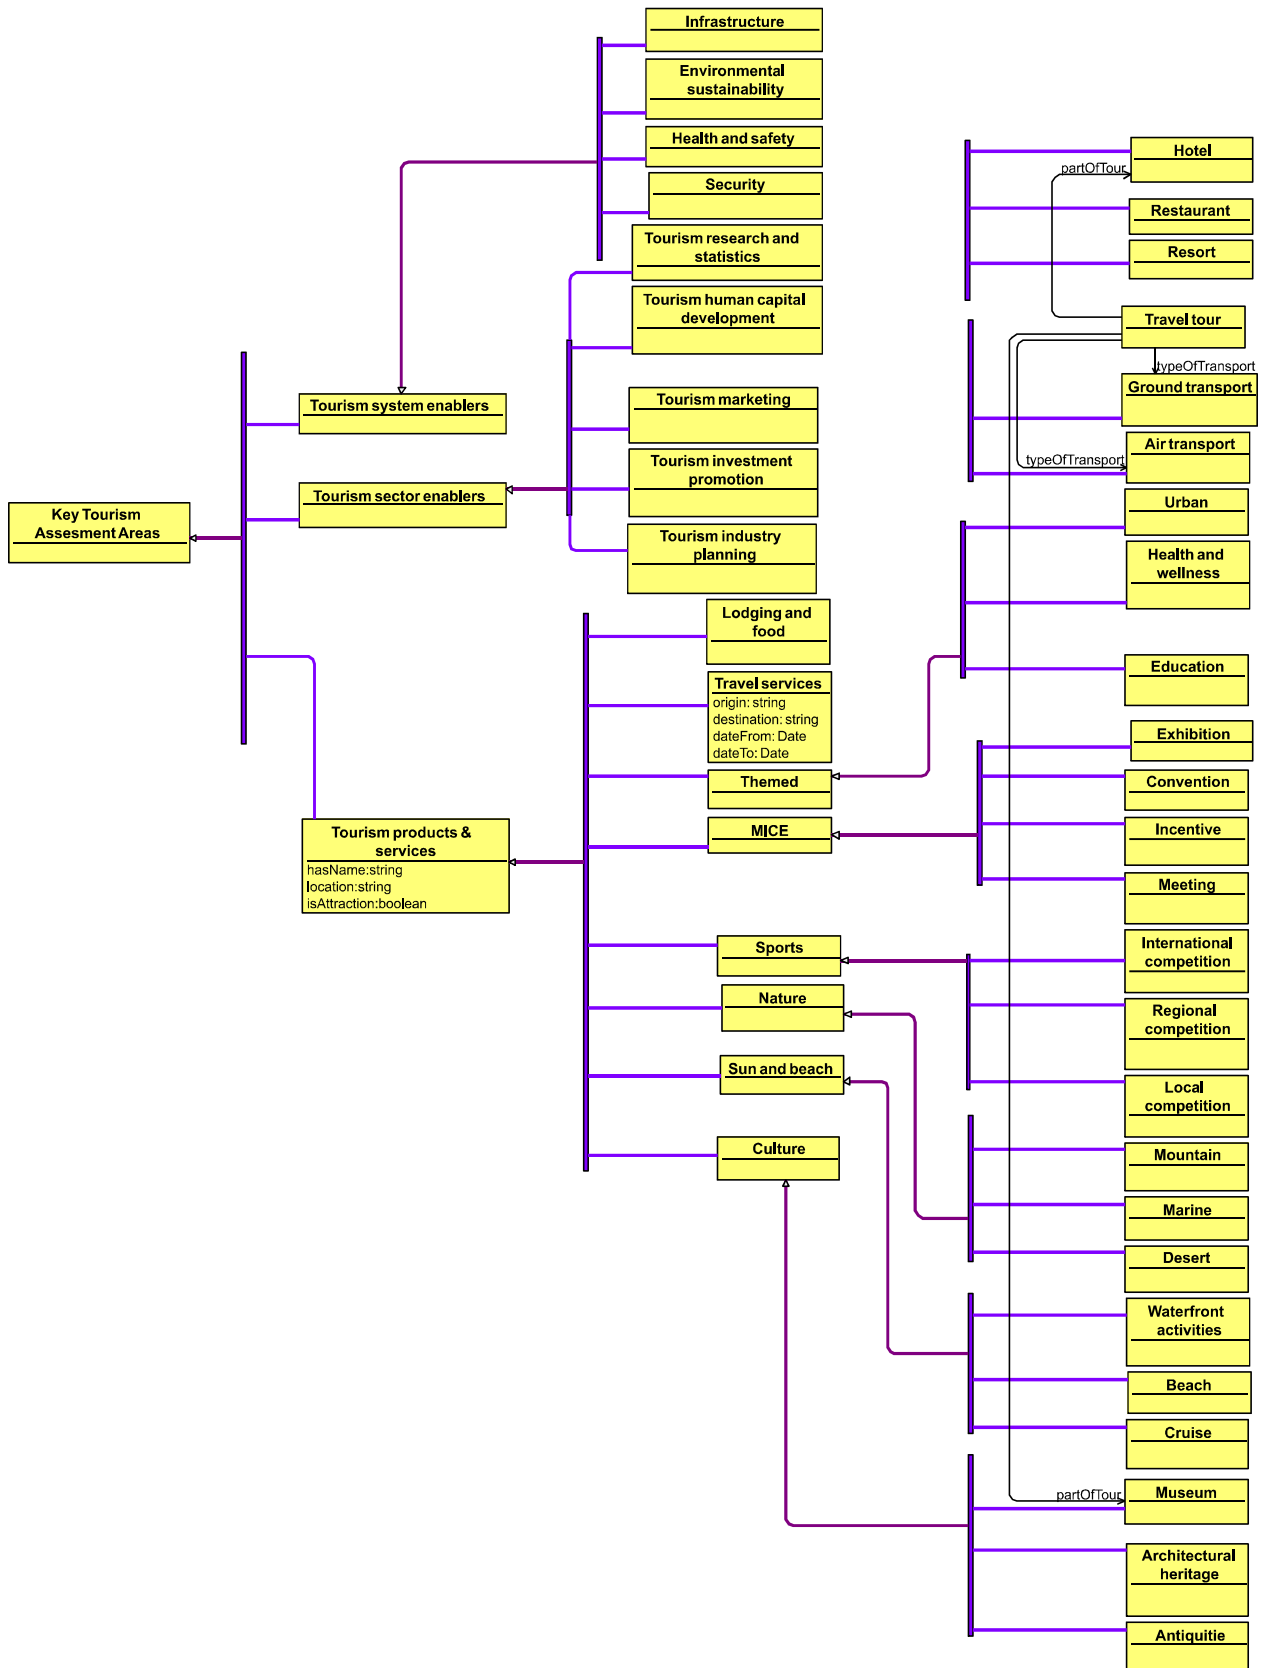 Infrastructure
Environmental
sustainability
Health and safety
Security
Tourism research and
statistics
Tourism human capital
development
Tourism marketing
Tourism investment
promotion
Tourism industry
planning
Tourism system enablers
Tourism sector enablers
Key Tourism
Assesment Areas
Tourism products &
services
hasName:string
location:string
isAttraction:boolean
Lodging and
food
Travel services
origin: string
destination: string
dateFrom: Date
dateTo: Date
Themed
MICE
Sports
Nature
Sun and beach
Culture
Hotel
partOfTour
Restaurant
Resort
Travel tour
typeOfTransport
Ground transport
Air transport
typeOfTransport
Urban
Health and
wellness
Education
Exhibition
Convention
Incentive
Meeting
International
competition
Regional
competition
Local
competition
Mountain
Marine
Desert
Waterfront
activities
Beach
Cruise
Museum
partOfTour
Architectural
heritage
Antiquitie